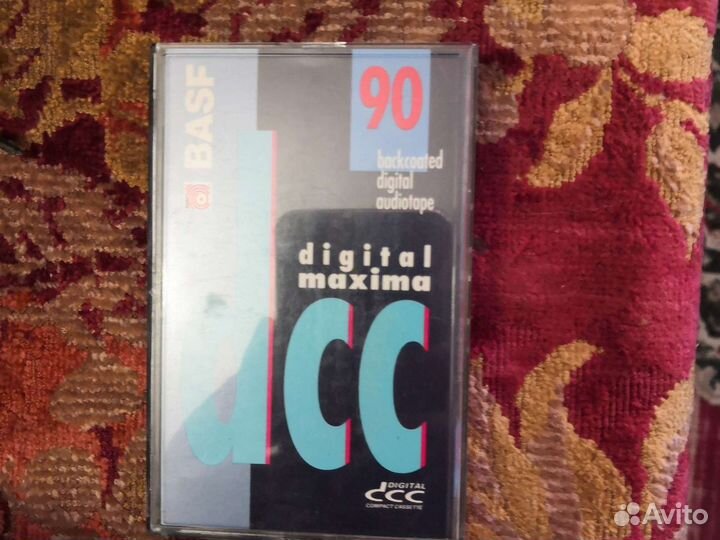 BASF
90
backcoated
digital
audiotape
digital
maxima
dcc
DIGITAL
dcc
COMPACT CASSETTE
Avito